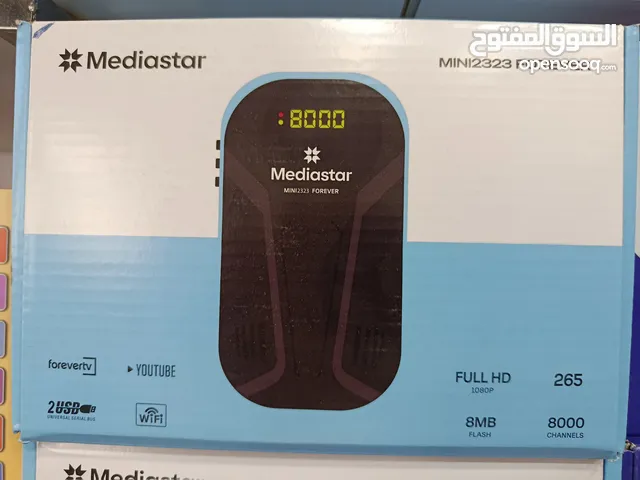 Mediastar
السوق المفتوح
opensooq.com
MINI2323
8000
Mediastar
MINI2323 FOREVER
forevertv
YOUTUBE
2USB
UNIVERSAL SERIAL BUS
WiFi
FULL HD
1080P
265
8MB
FLASH
8000
CHANNELS
Mediastar